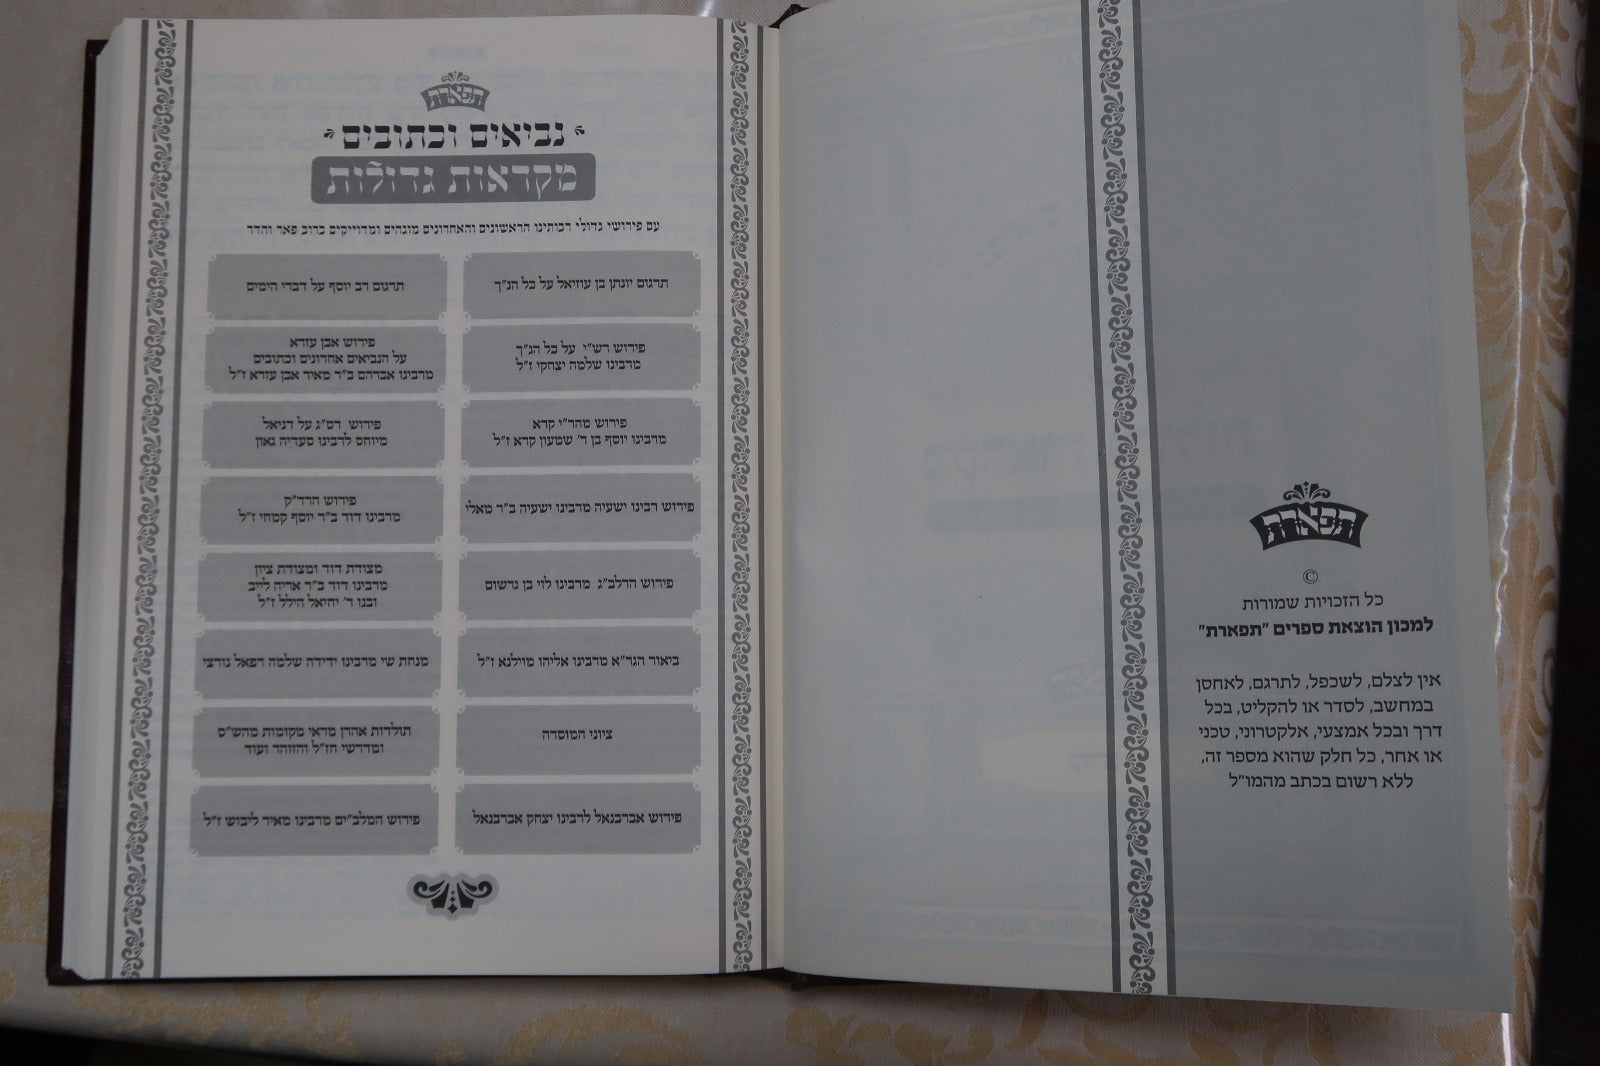 תפארת
©
כל הזכויות שמורות
למכון הוצאת ספרים "תפארת"
אין לצלם, לשכפל, לתרגם, לאחסן
במחשב, לסדר או להקליט, בכל
דרך ובכל אמצעי, אלקטרוני, טכני
או אחר, כל חלק שהוא מספר זה,
ללא רשום בכתב מהמו"ל
תפארת
נביאים וכתובים
מקראות גדולות
עם פירושי גדולי רבותינו הראשונים והאחרונים מוגהים ומדוייקים ברוב פאר והדר
תרגום יונתן בן עוזיאל על כל הנ"ך
תרגום רב יוסף על דברי הימים
פירוש רש"י על כל הנ"ך
מרבינו שלמה יצחקי ז"ל
פירוש אבן עזרא
על הנביאים אחרונים וכתובים
מרבינו אברהם ב"ר מאיר אבן עזרא ז"ל
פירוש מהר"י קרא
מרבינו יוסף בן ר' שמעון קרא ז"ל
פירוש רס"ג על דניאל
מיוחס לרבינו סעדיה גאון
פירוש רבינו ישעיה מרבינו ישעיה ב"ר מאלי
פירוש הרד"ק
מרבינו דוד ב"ר יוסף קמחי ז"ל
פירוש הרלב"ג מרבינו לוי בן גרשום
מצודת דוד ומצודת ציון
מרבינו דוד ב"ר אריה לייב
ובנו ר' יחיאל הילל ז"ל
ביאור הגר"א מרבינו אליהו מוילנא ז"ל
מנחת שי מרבינו ידידה שלמה רפאל נורצי
ציוני המוסרה
תולדות אהרן מראי מקומות מהש"ס
ומדרשי חז"ל והזוהר ועוד
פירוש אברבנאל לרבינו יצחק אברבנאל
פירוש המלבי"ם מרבינו מאיר ליבוש ז"ל